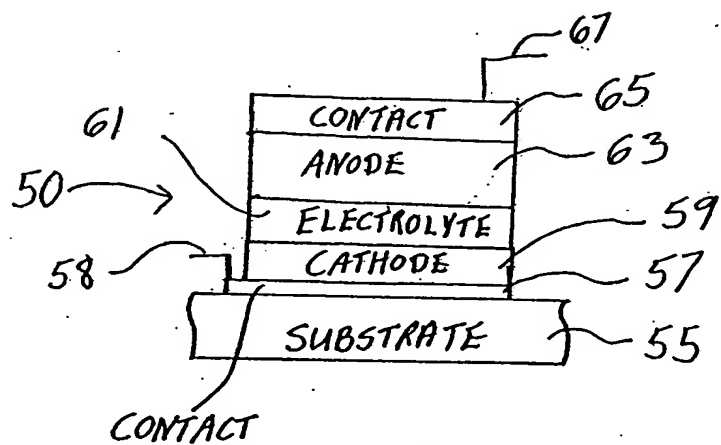 67
CONTACT
65
61
ANODE
63
50
ELECTROLYTE
59
58
CATHODE
57
SUBSTRATE
55
CONTACT